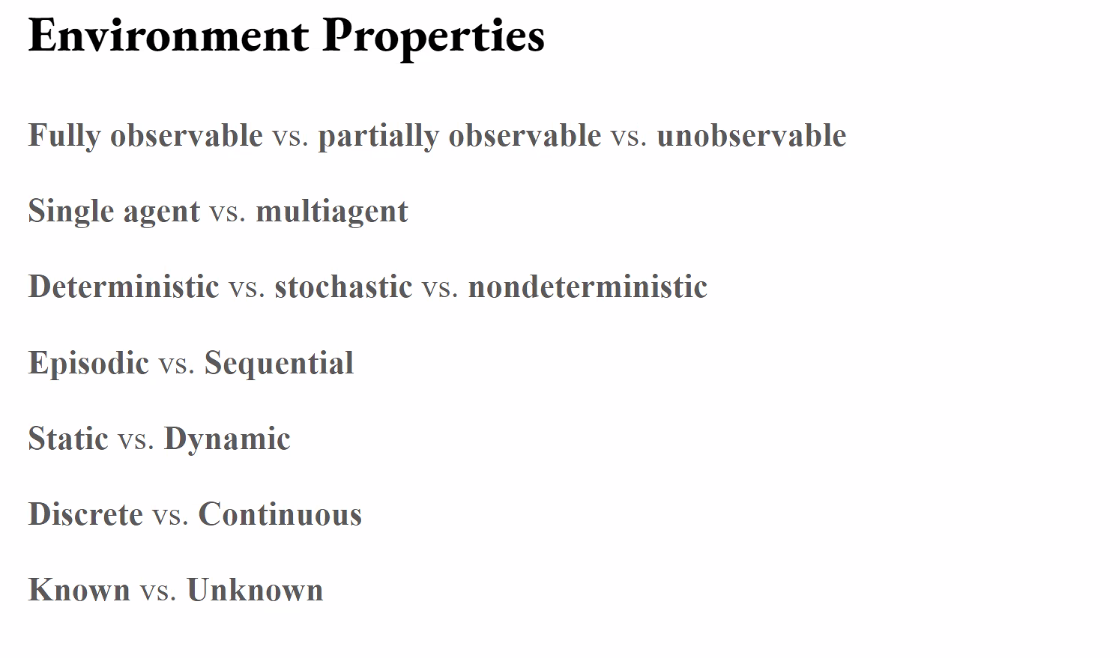 Environment Properties
Fully observable vs. partially observable vs. unobservable
Single agent vs. multiagent
Deterministic vs. stochastic vs. nondeterministic
Episodic vs. Sequential
Static vs. Dynamic
Discrete vs. Continuous
Known vs. Unknown